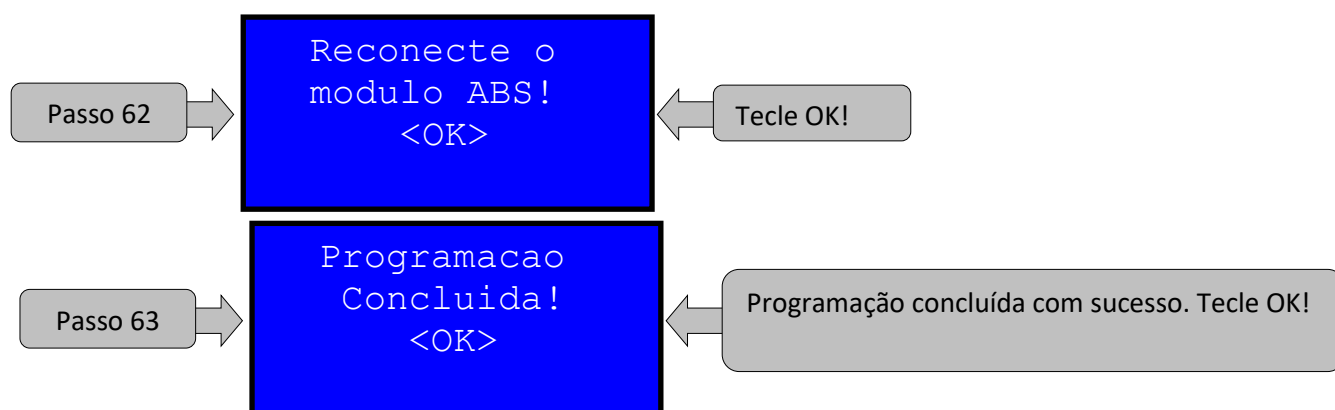 Passo 62
Reconecte o
modulo ABS!
<OK>
Tecle OK!
Passo 63
Programacao
Concluida!
<OK>
Programação concluída com sucesso. Tecle OK!